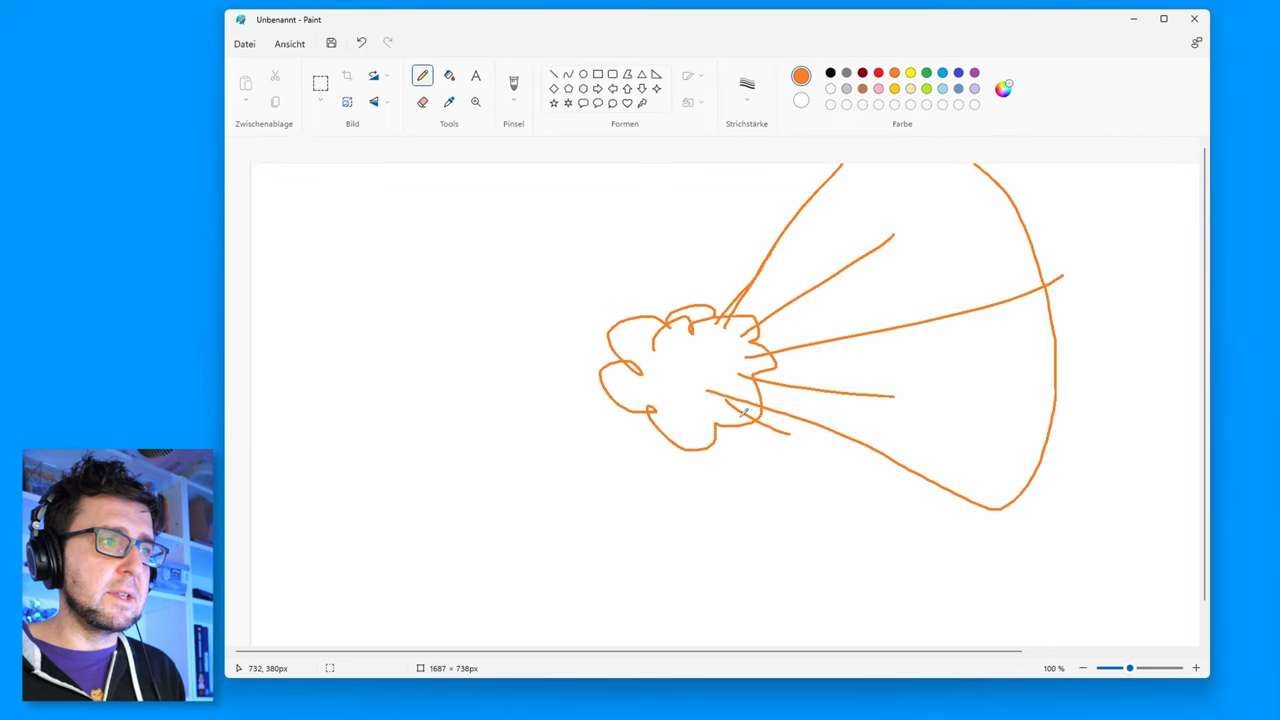 Unbenannt - Paint
Datei Ansicht
Zwischenablage Bild Tools Pinsel Formen Strichstärke Farbe
732, 380px 1687 × 738px 100 %